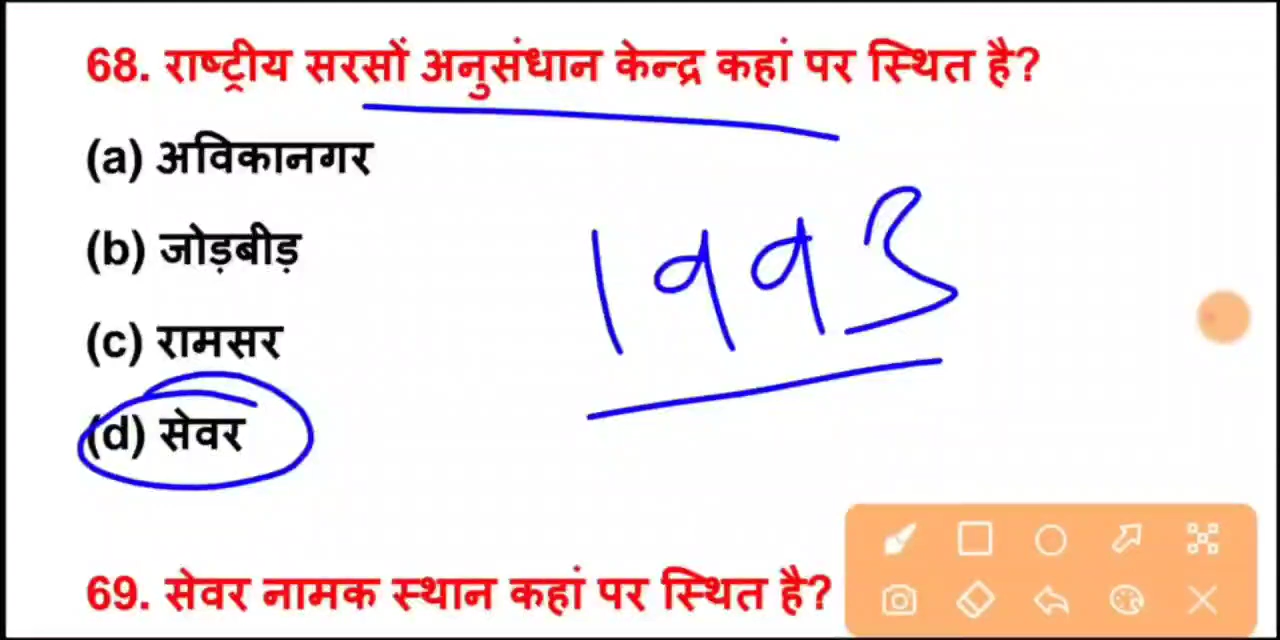 68. राष्ट्रीय सरसों अनुसंधान केन्द्र कहां पर स्थित है?
(a) अविकानगर
(b) जोड़बीड़
1993
(c) रामसर
(d) सेवर
69. सेवर नामक स्थान कहां पर स्थित है?